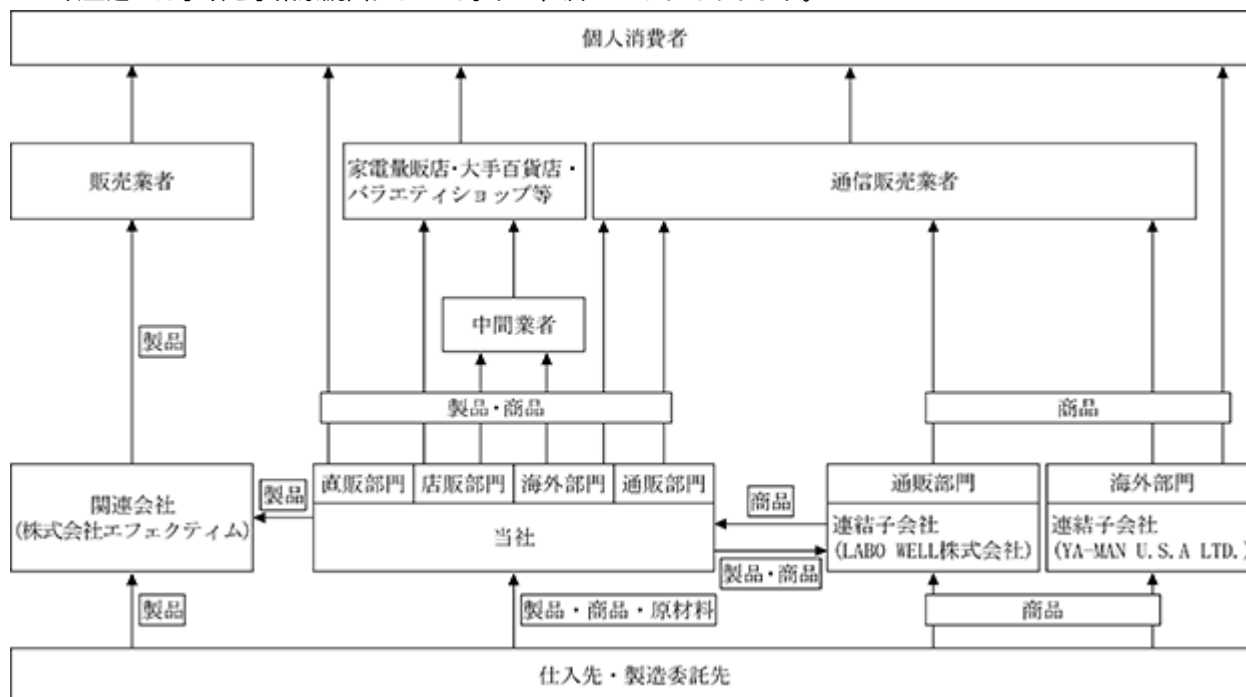 個人消費者
販売業者
家電量販店・大手百貨店・
バラエティショップ等
通信販売業者
中間業者
製品
製品・商品
商品
関連会社
(株式会社エフェクティム)
製品
直販部門
店販部門
海外部門
通販部門
当社
商品
製品・商品
通販部門
連結子会社
(LABO WELL株式会社)
海外部門
連結子会社
(YA-MAN U.S.A LTD.)
製品
製品・商品・原材料
商品
仕入先・製造委託先